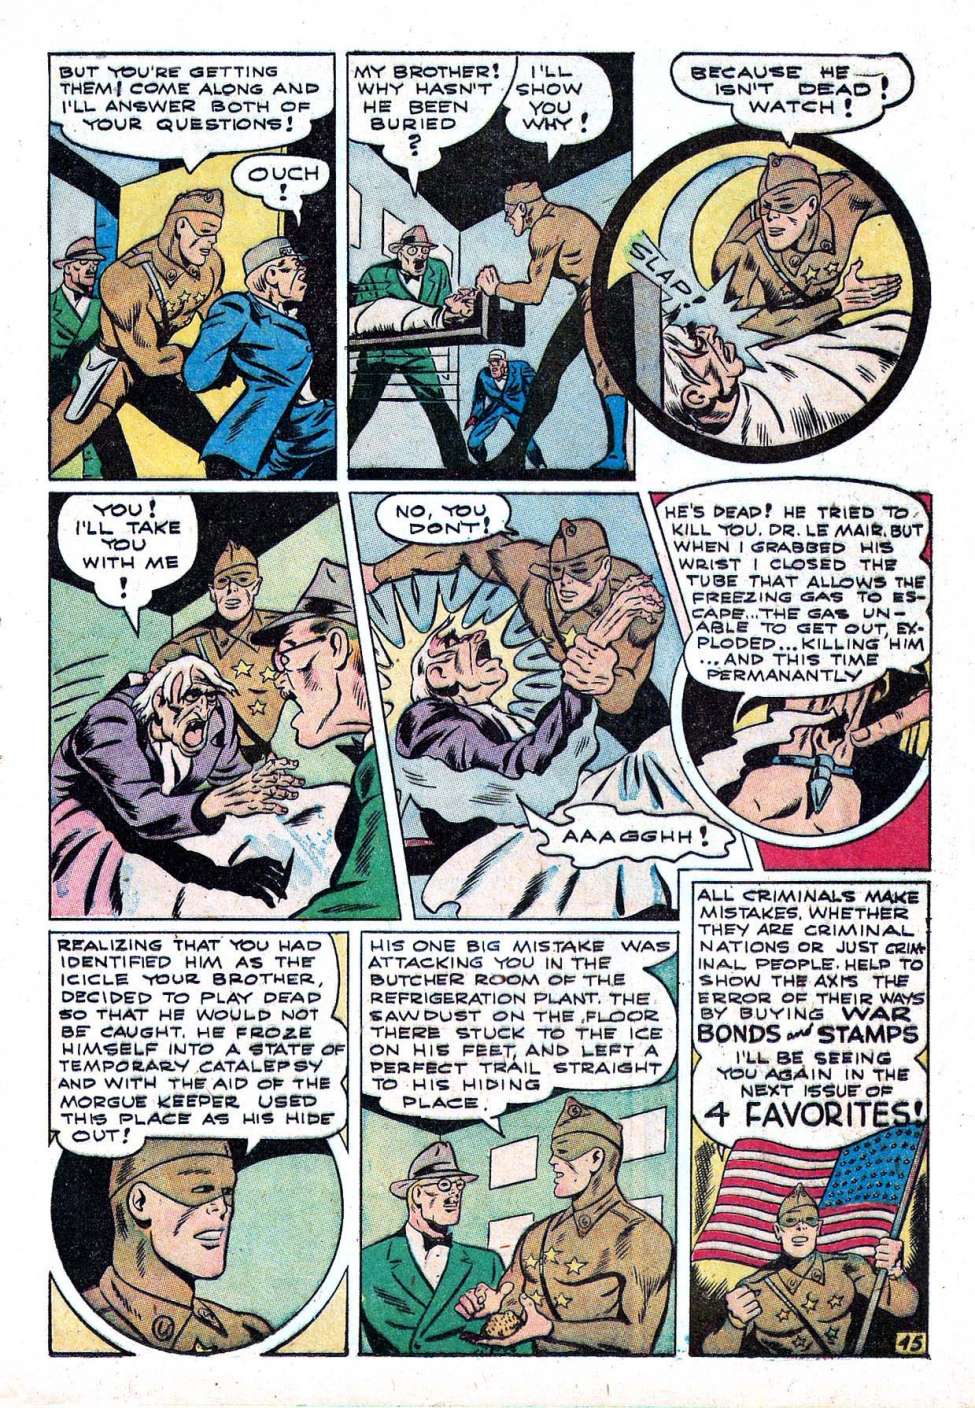 BUT YOU'RE GETTING
THEM! COME ALONG AND
I'LL ANSWER BOTH OF
YOUR QUESTIONS!
OUCH
!
MY BROTHER!
WHY HASN'T
HE BEEN
BURIED
?
I'LL
SHOW
YOU
WHY!
BECAUSE HE
ISN'T DEAD!
WATCH!
SLAP!
YOU!
I'LL TAKE
YOU
WITH ME
!
NO, YOU
DON'T!
AAAGGHH!
HE'S DEAD! HE TRIED TO
KILL YOU, DR. LE MAIR, BUT
WHEN I GRABBED HIS
WRIST I CLOSED THE
TUBE THAT ALLOWS THE
FREEZING GAS TO ES-
CAPE...THE GAS UN-
ABLE TO GET OUT, EX-
PLODED...KILLING HIM
...AND THIS TIME
PERMANANTLY
REALIZING THAT YOU HAD
IDENTIFIED HIM AS THE
ICICLE YOUR BROTHER,
DECIDED TO PLAY DEAD
SO THAT HE WOULD NOT
BE CAUGHT. HE FROZE
HIMSELF INTO A STATE OF
TEMPORARY CATALEPSY
AND WITH THE AID OF THE
MORGUE KEEPER USED
THIS PLACE AS HIS HIDE
OUT!
HIS ONE BIG MISTAKE WAS
ATTACKING YOU IN THE
BUTCHER ROOM OF THE
REFRIGERATION PLANT. THE
SAWDUST ON THE FLOOR
THERE STUCK TO THE ICE
ON HIS FEET, AND LEFT A
PERFECT TRAIL STRAIGHT
TO HIS HIDING
PLACE.
ALL CRIMINALS MAKE
MISTAKES, WHETHER
THEY ARE CRIMINAL
NATIONS OR JUST CRIM-
INAL PEOPLE. HELP TO
SHOW THE AXIS THE
ERROR OF THEIR WAYS
BY BUYING WAR
BONDS and STAMPS
I'LL BE SEEING
YOU AGAIN IN THE
NEXT ISSUE OF
4 FAVORITES!
45